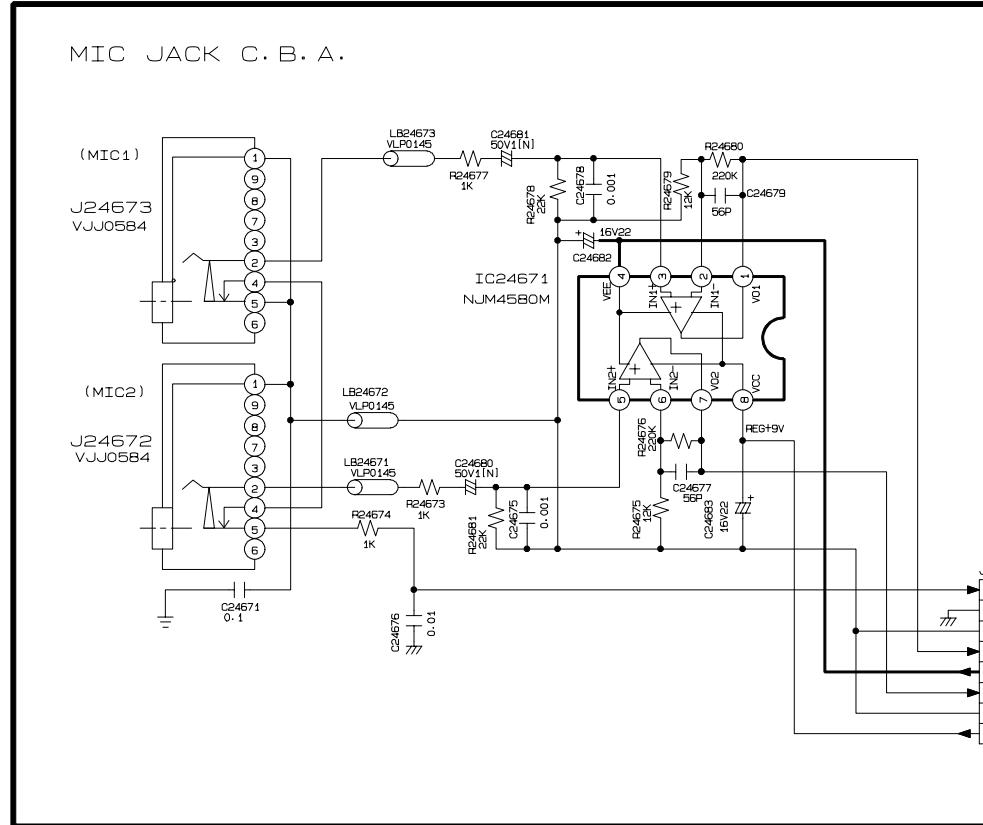 MIC JACK C.B.A.
(MIC1)
J24673
VJJ0584
1
9
8
7
3
2
4
5
6
LB24673
VLP0145
R24677
1K
C24681
50V1[N]
R24678
22K
C24678
0.001
R24679
12K
R24680
220K
C24679
56P
16V22
+
C24682
IC24671
NJM4580M
4
3
2
1
VEE
IN1+
IN1-
VO1
+
+
IN2+
IN2-
VO2
VCC
5
6
7
8
REG+9V
(MIC2)
J24672
VJJ0584
1
9
8
7
3
2
4
5
6
LB24672
VLP0145
LB24671
VLP0145
R24673
1K
C24680
50V1[N]
R24681
22K
C24675
0.001
R24674
1K
R24676
220K
C24677
56P
R24675
12K
C24683
16V22
+
C24671
0.1
C24676
0.01